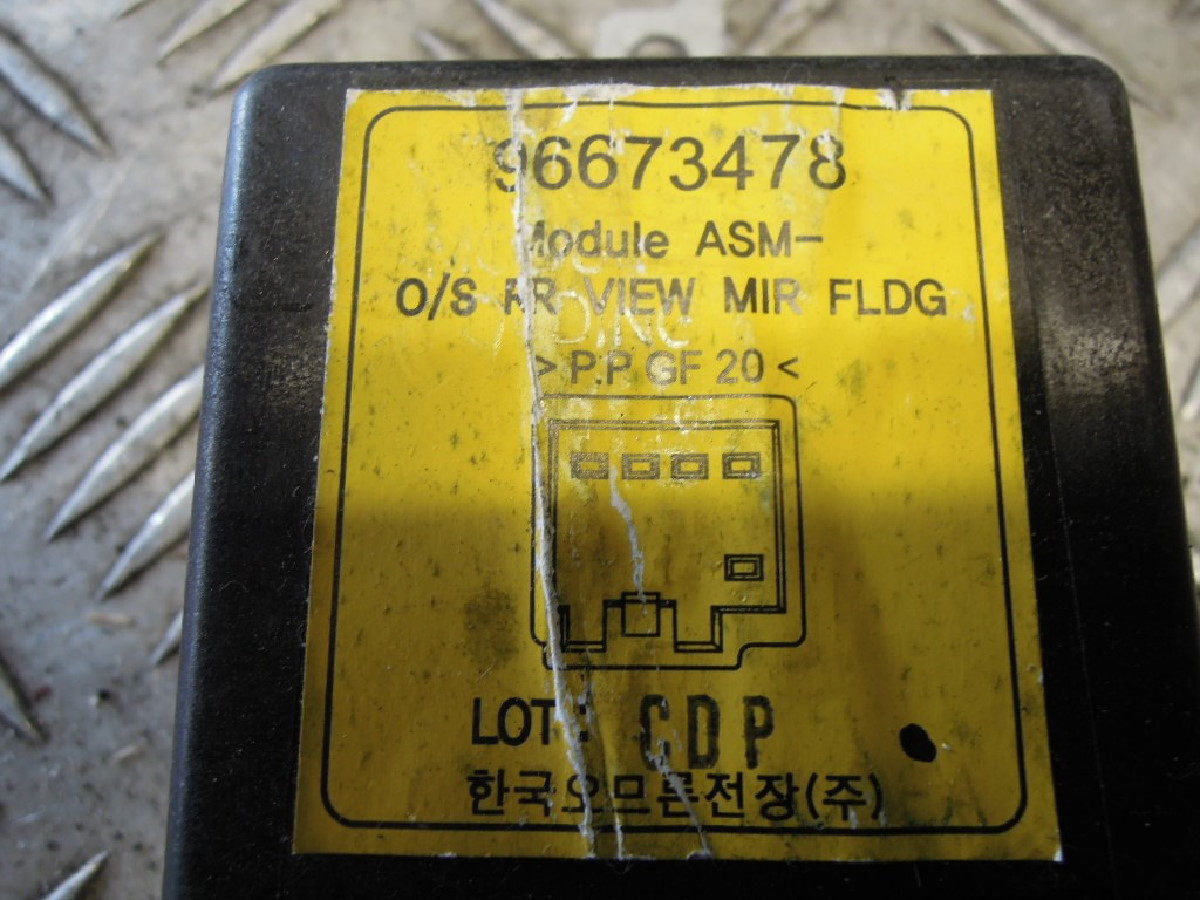 96673478
Module ASM-
O/S RR VIEW MIR FLDG
>P.P GF 20<
LOT: CDP
한국오므론전장(주)